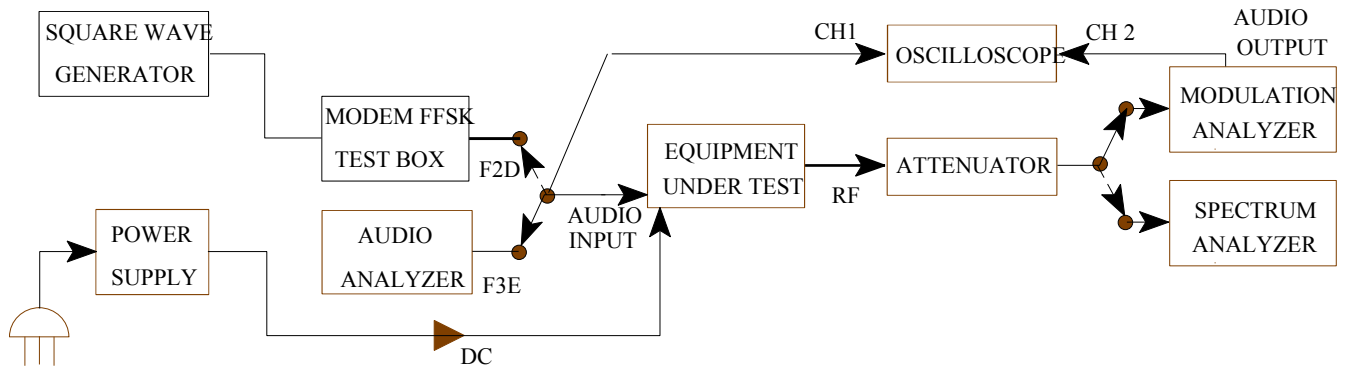 SQUARE WAVE
GENERATOR
MODEM FFSK
TEST BOX
F2D
POWER
SUPPLY
AUDIO
ANALYZER
F3E
AUDIO
INPUT
DC
EQUIPMENT
UNDER TEST
RF
CH1
OSCILLOSCOPE
CH 2
AUDIO
OUTPUT
ATTENUATOR
MODULATION
ANALYZER
SPECTRUM
ANALYZER